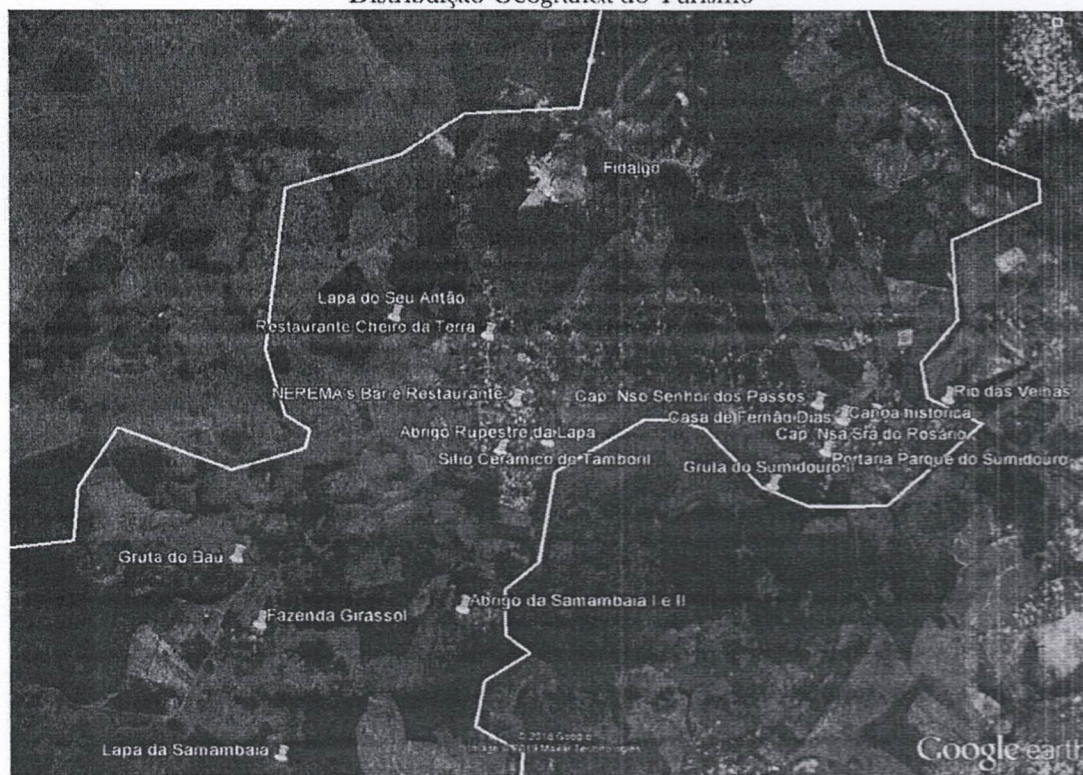 Distribuição Geográfica do Turismo
Fidalgo
Lapa do Seu Antão
Restaurante Cheiro da Terra
NEPEMA's Bar e Restaurante
Cap. Nso Senhor dos Passos
Rio das Velhas
Casa de Fernão Dias
Canoa histórica
Abrigo Rupestre da Lapa
Cap. Nsa Sra do Rosário
Sítio Cerâmico de Tamboril
Portaria Parque do Sumidouro
Gruta do Sumidouro II
Gruta do Baú
Abrigo da Samambaia I e II
Fazenda Girassol
Lapa da Samambaia
Google earth